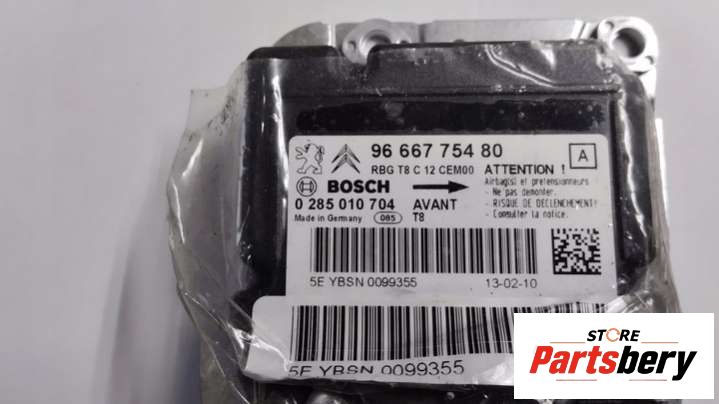 96 667 754 80
RBG T8 C 12 CEM00
ATTENTION !
A
BOSCH
Airbag(s) et pretensionneurs
- Ne pas demonter.
0 285 010 704
AVANT
- RISQUE DE DECLENCHEMENT!
Made in Germany
085
T8
- Consulter la notice.
5E YBSN 0099355
13-02-10
5E YBSN 0099355
STORE
Partsbery